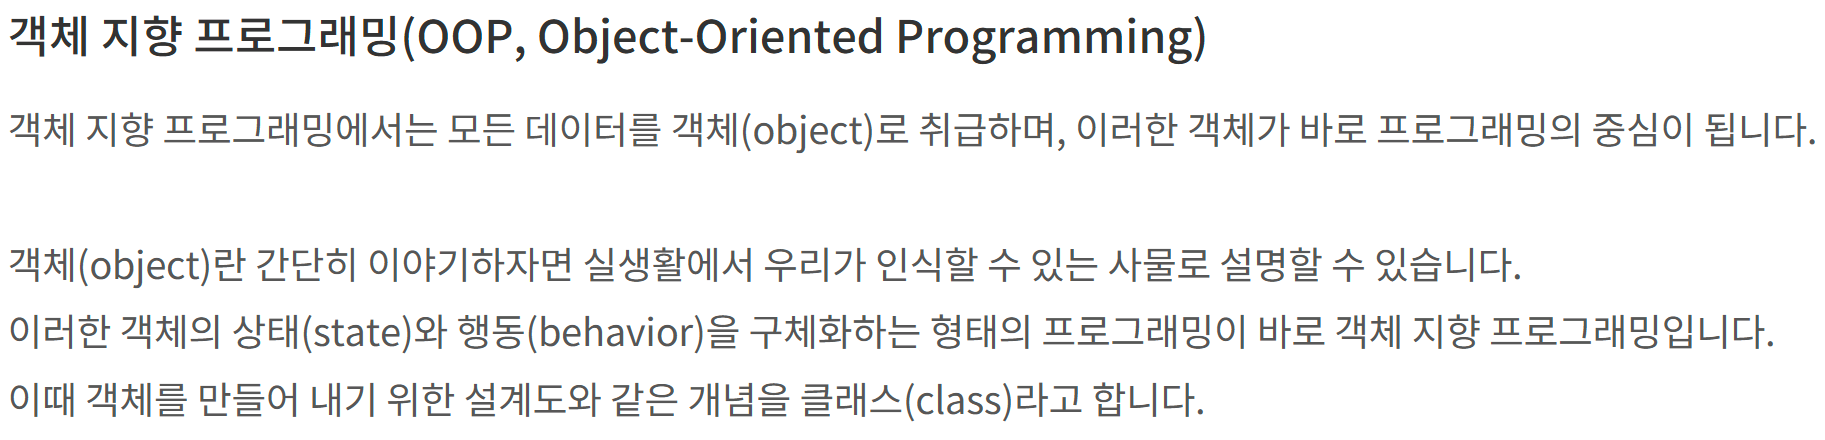 객체 지향 프로그래밍(OOP, Object-Oriented Programming)
객체 지향 프로그래밍에서는 모든 데이터를 객체(object)로 취급하며, 이러한 객체가 바로 프로그래밍의 중심이 됩니다.
객체(object)란 간단히 이야기하자면 실생활에서 우리가 인식할 수 있는 사물로 설명할 수 있습니다.
이러한 객체의 상태(state)와 행동(behavior)을 구체화하는 형태의 프로그래밍이 바로 객체 지향 프로그래밍입니다.
이때 객체를 만들어 내기 위한 설계도와 같은 개념을 클래스(class)라고 합니다.